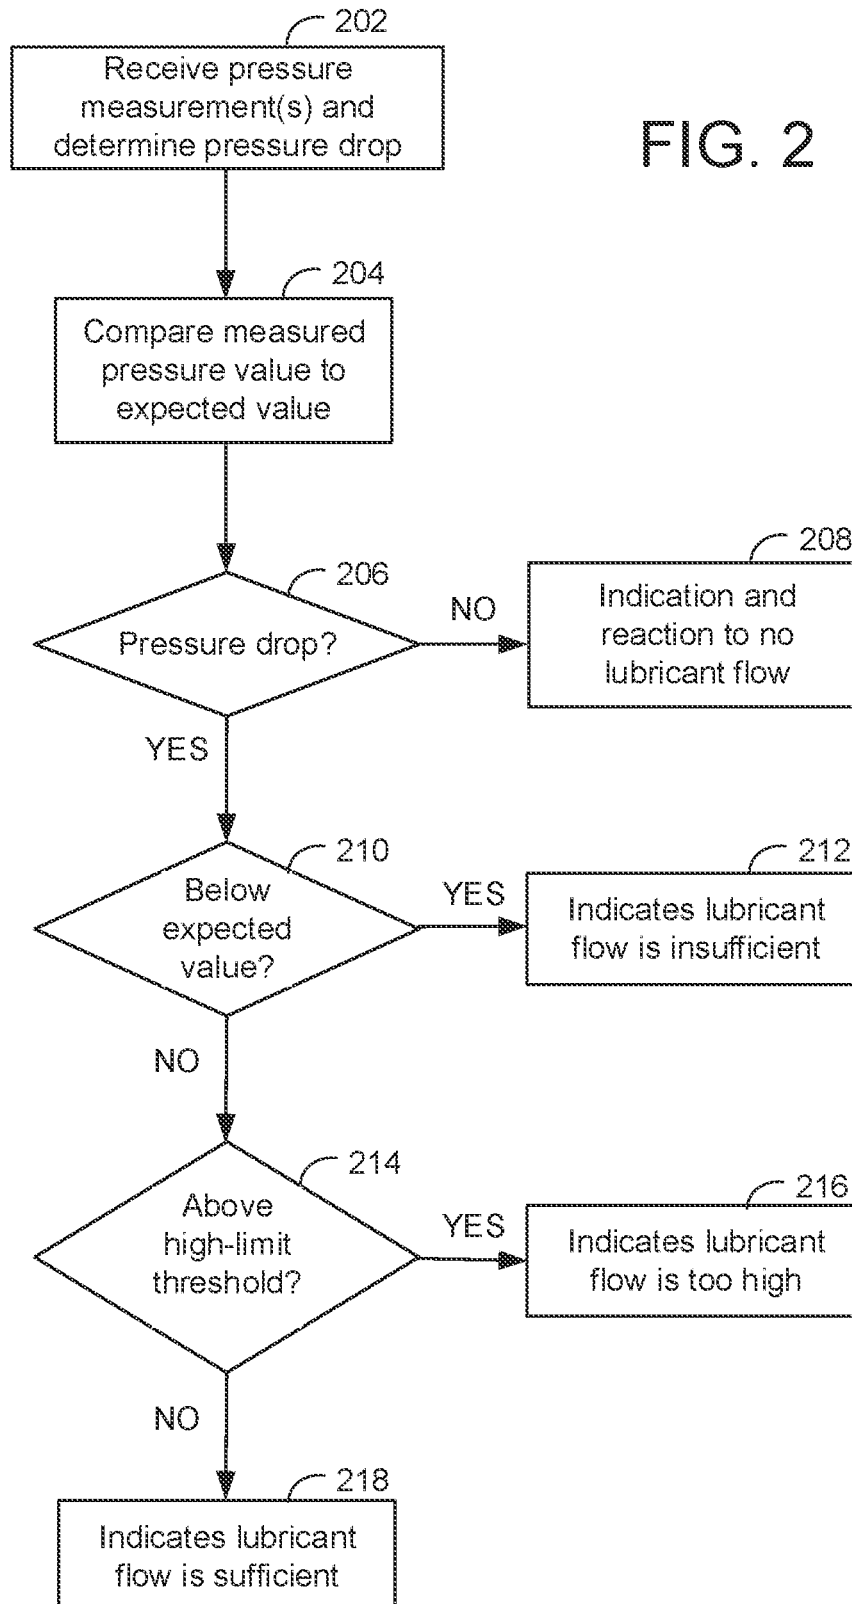 202
Receive pressure
measurement(s) and
determine pressure drop
FIG. 2
204
Compare measured
pressure value to
expected value
206
Pressure drop?
NO
208
Indication and
reaction to no
lubricant flow
YES
210
Below
expected
value?
YES
212
Indicates lubricant
flow is insufficient
NO
214
Above
high-limit
threshold?
YES
216
Indicates lubricant
flow is too high
NO
218
Indicates lubricant
flow is sufficient